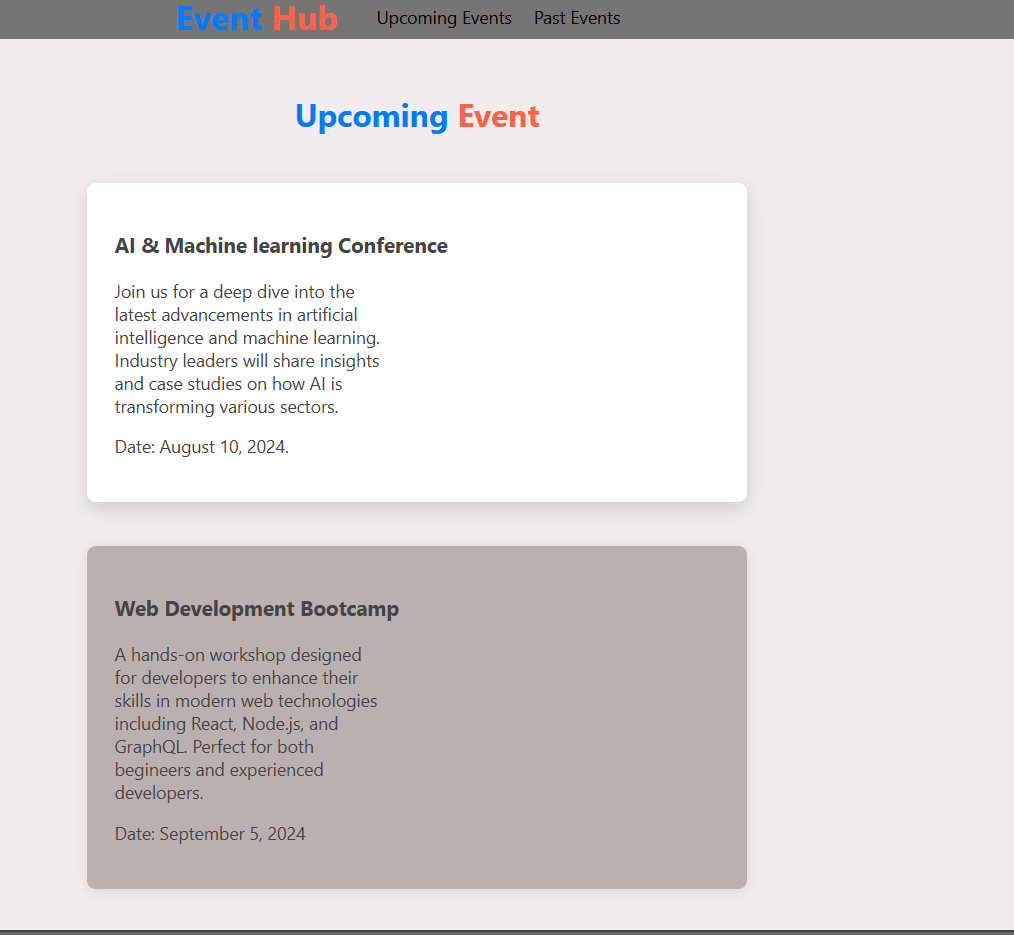 Event Hub Upcoming Events Past Events
Upcoming Event
AI & Machine learning Conference
Join us for a deep dive into the
latest advancements in artificial
intelligence and machine learning.
Industry leaders will share insights
and case studies on how AI is
transforming various sectors.
Date: August 10, 2024.
Web Development Bootcamp
A hands-on workshop designed
for developers to enhance their
skills in modern web technologies
including React, Node.js, and
GraphQL. Perfect for both
begineers and experienced
developers.
Date: September 5, 2024